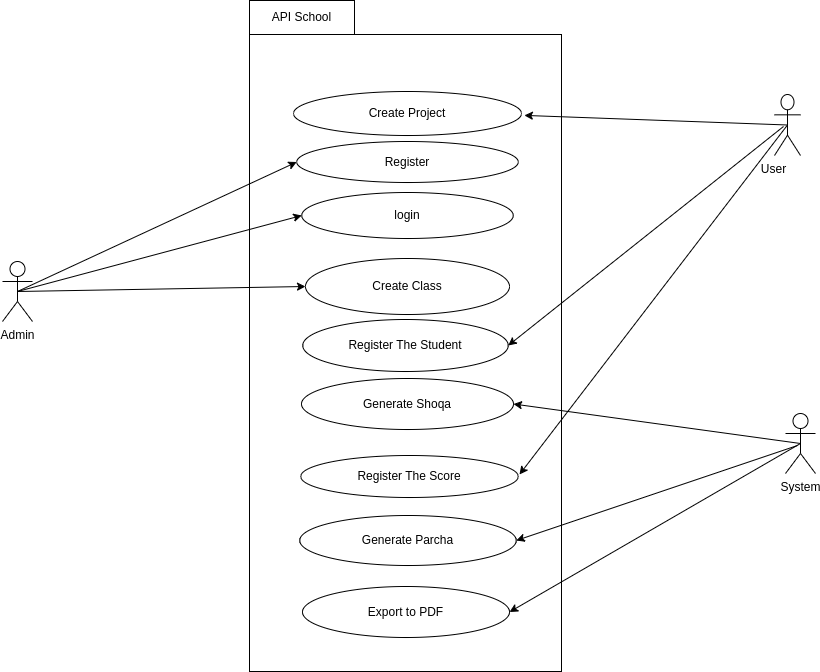 API School
Create Project
Register
login
Create Class
Register The Student
Generate Shoqa
Register The Score
Generate Parcha
Export to PDF
User
Admin
System